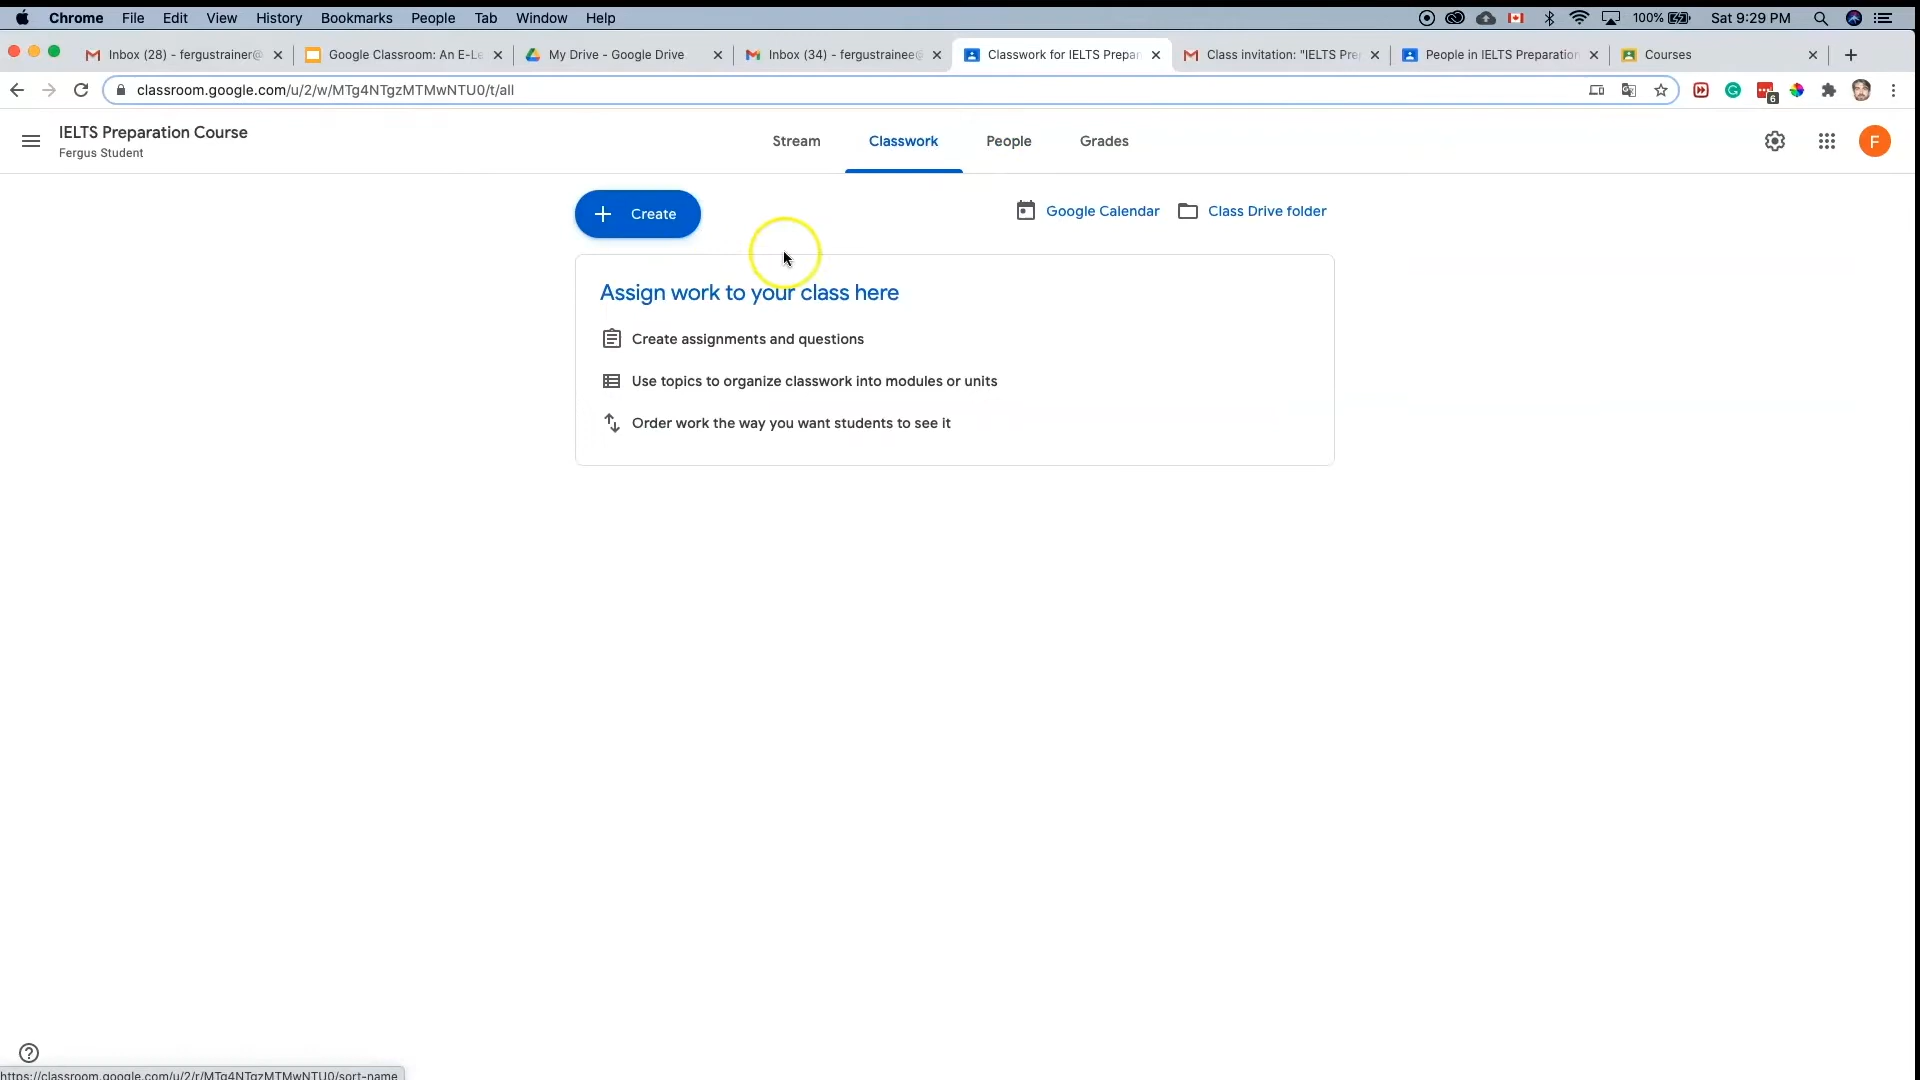 Chrome File Edit View History Bookmarks People Tab Window Help 100% Sat 9:29 PM
Inbox (28) - fergustrainer@ Google Classroom: An E-Le My Drive - Google Drive Inbox (34) - fergustrainee@ Classwork for IELTS Prepar Class invitation: "IELTS Pre People in IELTS Preparation Courses
classroom.google.com/u/2/w/MTg4NTgzMTMwNTU0/t/all 6
IELTS Preparation Course
Fergus Student
Stream Classwork People Grades F
Create Google Calendar Class Drive folder
Assign work to your class here
Create assignments and questions
Use topics to organize classwork into modules or units
Order work the way you want students to see it
https://classroom.google.com/u/2/r/MTg4NTgzMTMwNTU0/sort-name